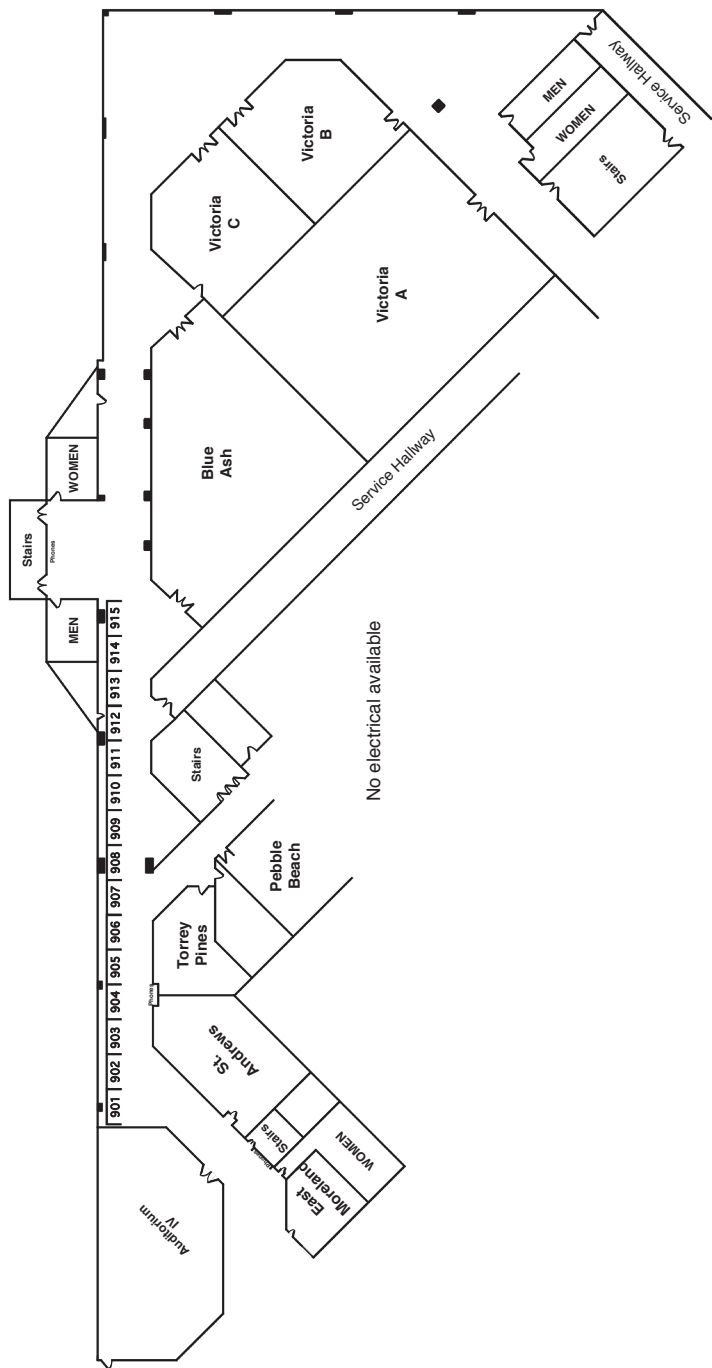 Service Hallway
MEN
WOMEN
Stairs
Victoria
B
Victoria
C
Victoria
A
Service Hallway
Blue
Ash
WOMEN
Stairs
Phones
MEN
915
914
913
912
911
910
909
908
907
906
905
904
903
902
901
Stairs
No electrical available
Pebble
Beach
Torrey
Pines
Phones
St.
Andrews
Stairs
WOMEN
East
Moreland
Auditorium
IV